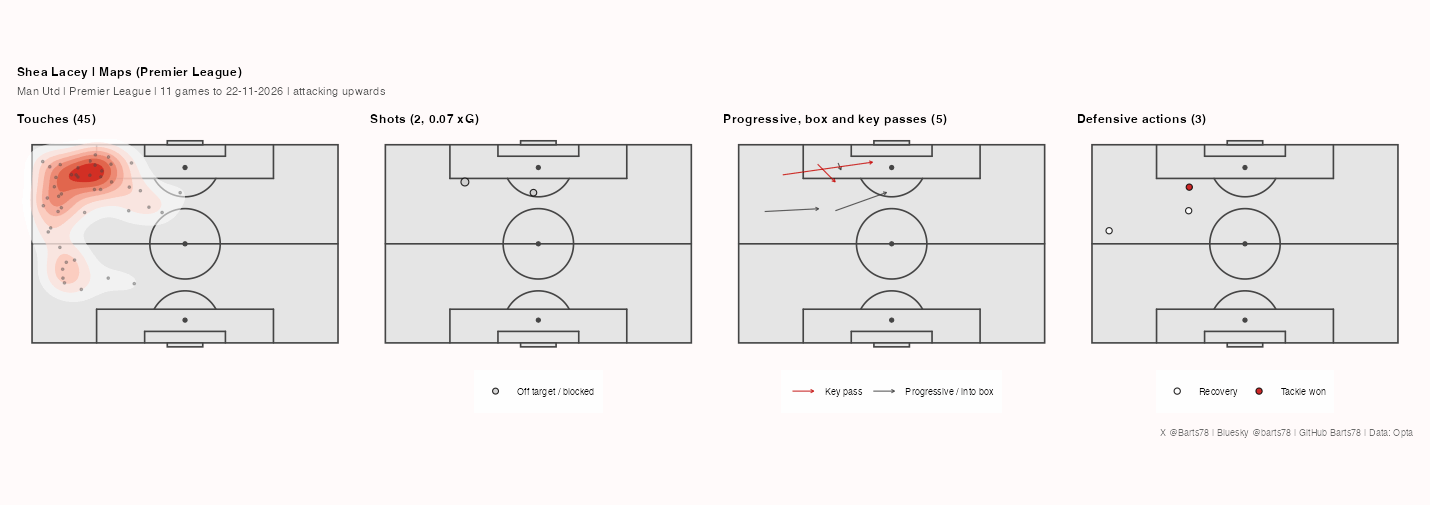 Shea Lacey | Maps (Premier League)
Man Utd | Premier League | 11 games to 22-11-2026 | attacking upwards
Touches (45)
Shots (2, 0.07 xG)
Progressive, box and key passes (5)
Defensive actions (3)
Off target / blocked
Key pass
Progressive / into box
Recovery
Tackle won
X @Barts78 | Bluesky @barts78 | GitHub Barts78 | Data: Opta